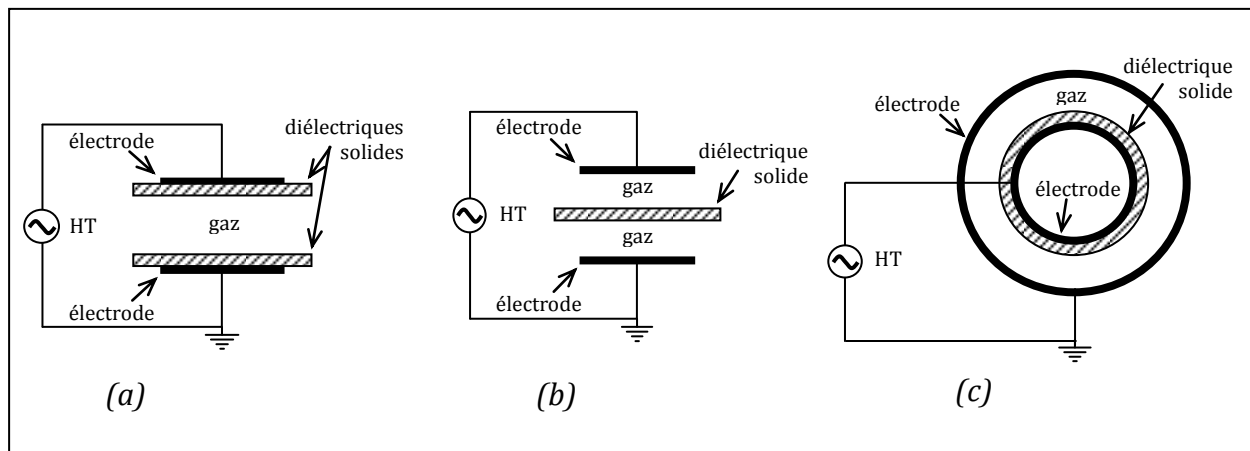 électrode
diélectriques
solides
HT
gaz
électrode
(a)
électrode
gaz
diélectrique
solide
HT
gaz
électrode
(b)
diélectrique
solide
électrode
gaz
électrode
HT
(c)